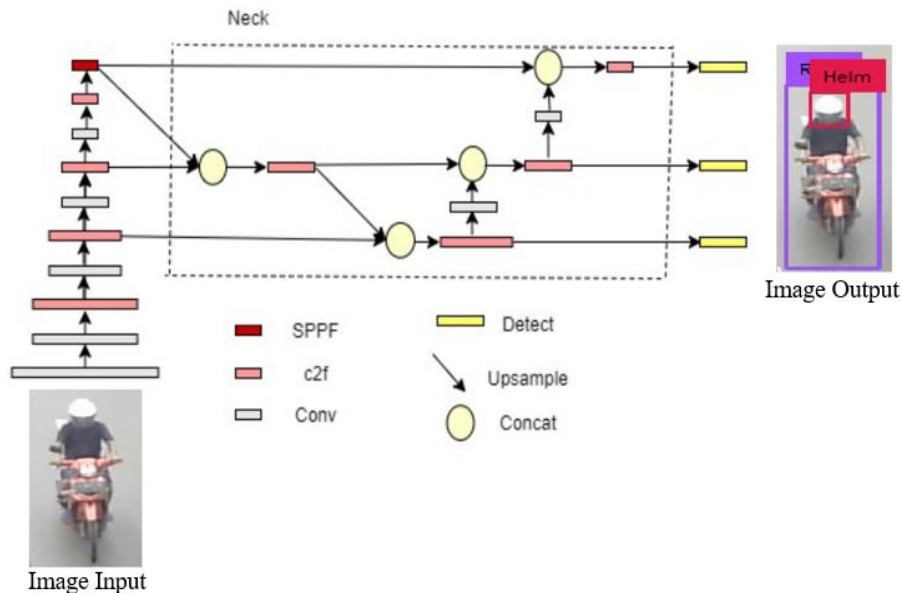 Neck
Helm
Image Output
SPPF
c2f
Conv
Detect
Upsample
Concat
Image Input